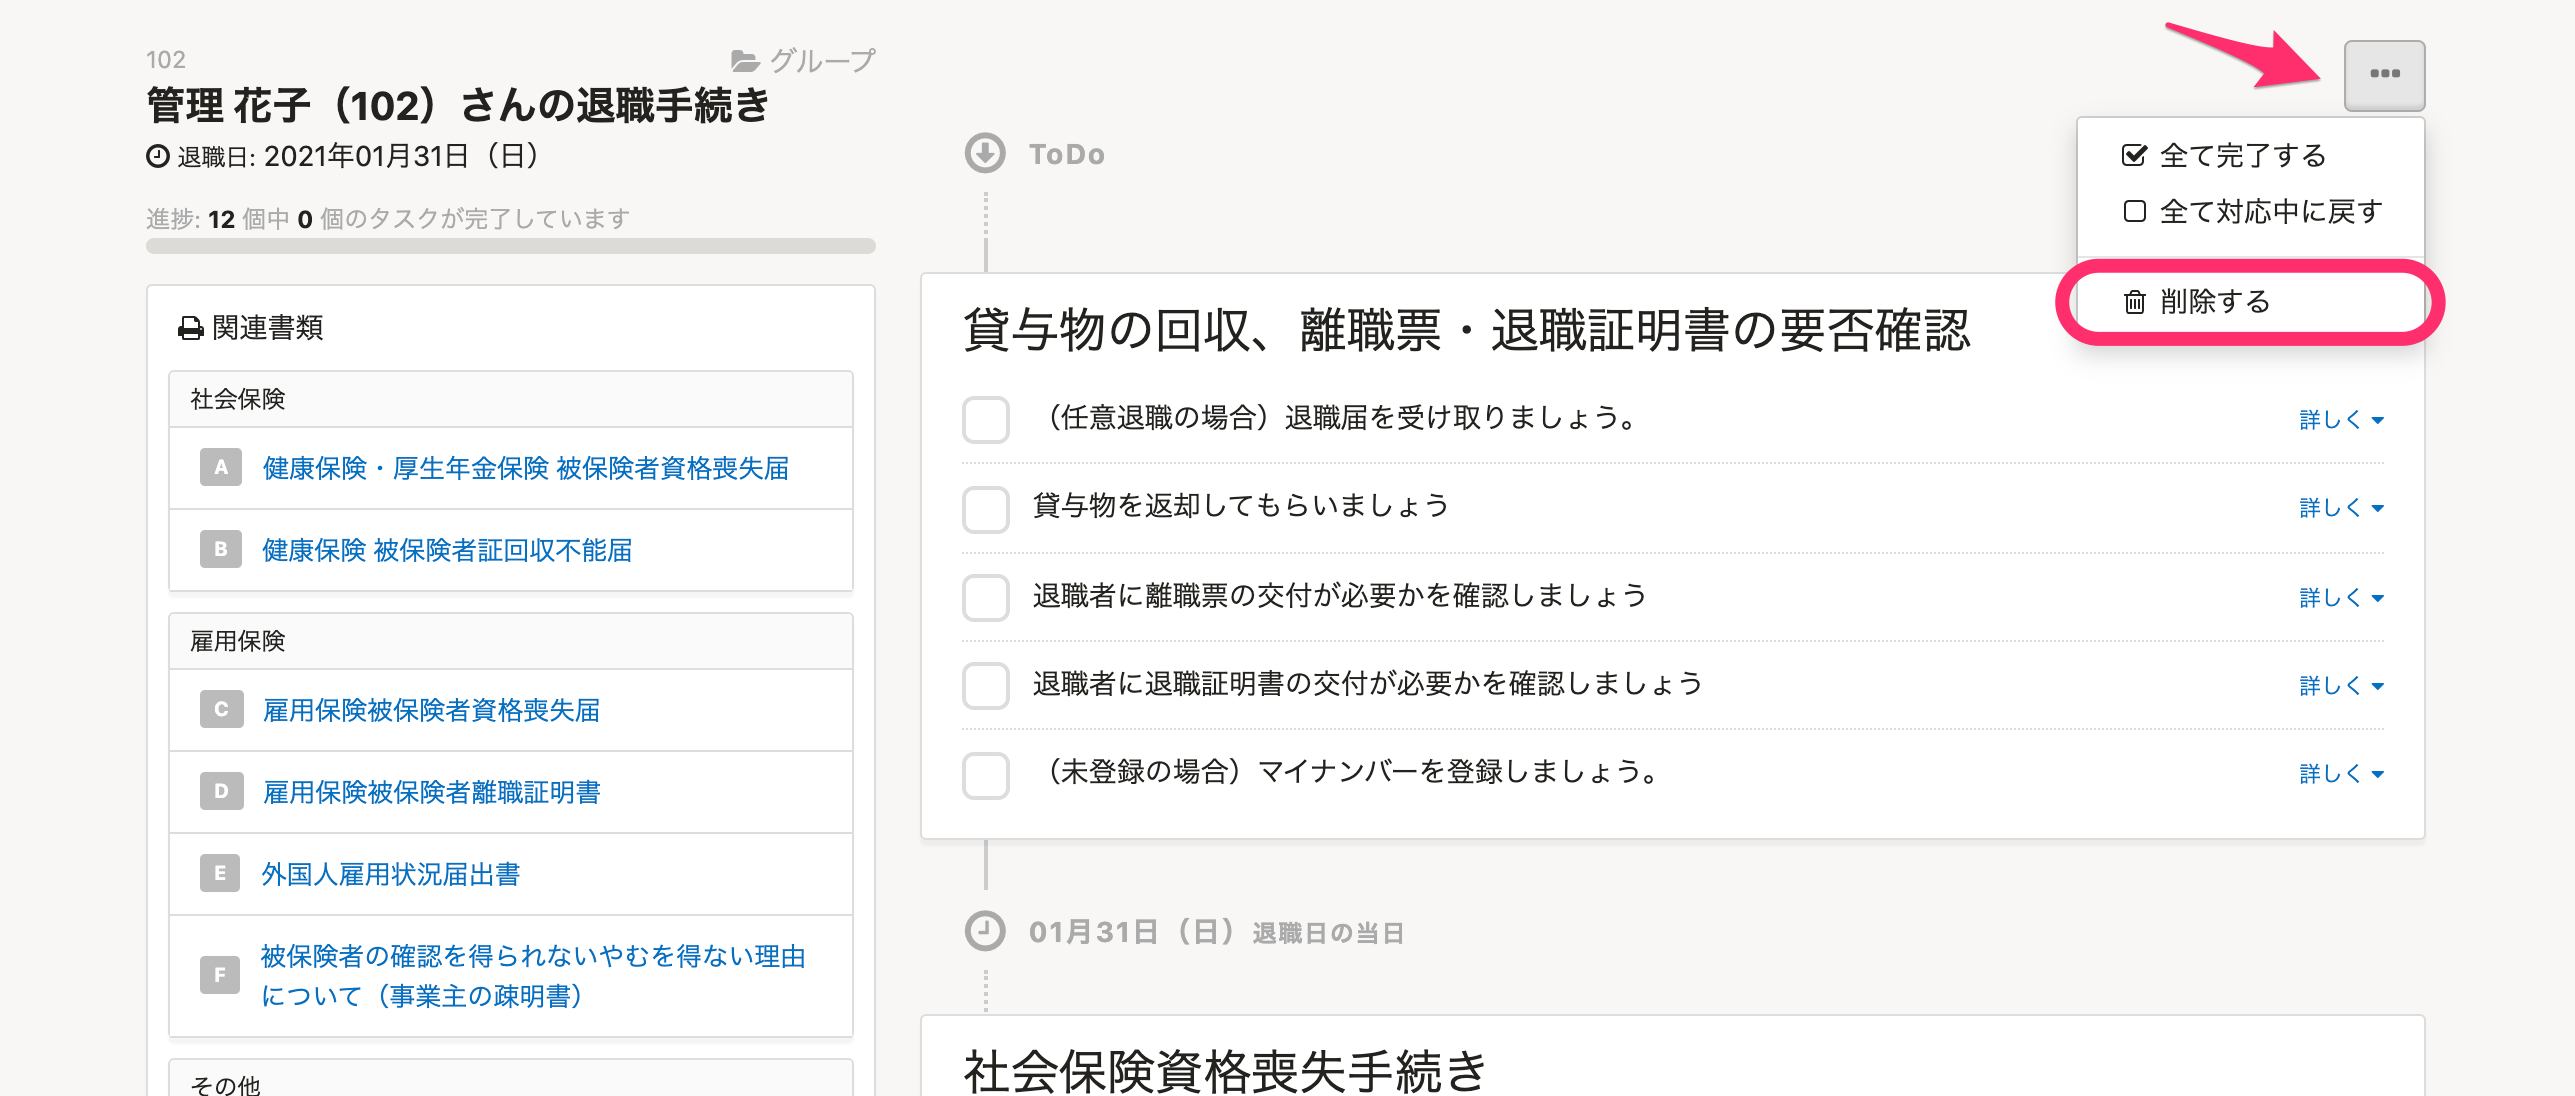 102
グループ
管理 花子（102）さんの退職手続き
退職日: 2021年01月31日（日）
進捗: 12 個中 0 個のタスクが完了しています
関連書類
社会保険
A 健康保険・厚生年金保険 被保険者資格喪失届
B 健康保険 被保険者証回収不能届
雇用保険
C 雇用保険被保険者資格喪失届
D 雇用保険被保険者離職証明書
E 外国人雇用状況届出書
F 被保険者の確認を得られないやむを得ない理由
について（事業主の疎明書）
その他
全て完了する
全て対応中に戻す
削除する
ToDo
貸与物の回収、離職票・退職証明書の要否確認
（任意退職の場合）退職届を受け取りましょう。 詳しく
貸与物を返却してもらいましょう 詳しく
退職者に離職票の交付が必要かを確認しましょう 詳しく
退職者に退職証明書の交付が必要かを確認しましょう 詳しく
（未登録の場合）マイナンバーを登録しましょう。 詳しく
01月31日（日）退職日の当日
社会保険資格喪失手続き